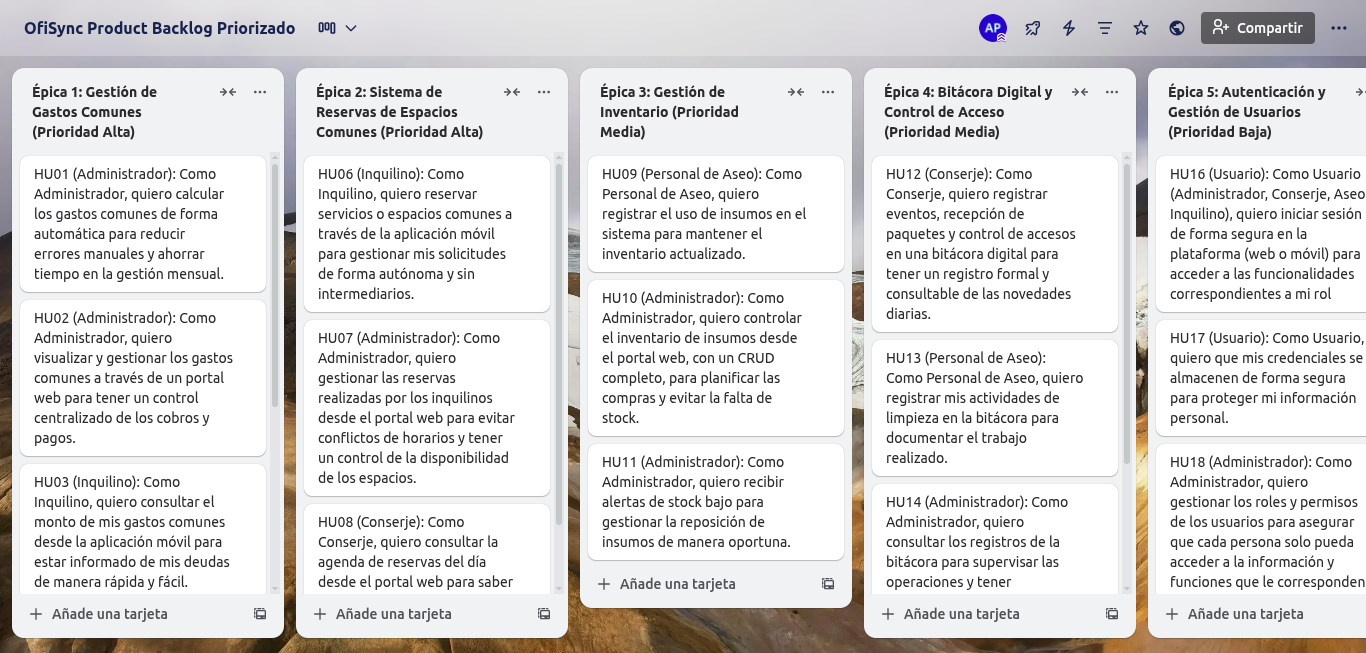 OfiSync Product Backlog Priorizado
AP
Compartir
Épica 1: Gestión de
Gastos Comunes
(Prioridad Alta)
HU01 (Administrador): Como
Administrador, quiero calcular
los gastos comunes de forma
automática para reducir
errores manuales y ahorrar
tiempo en la gestión mensual.
HU02 (Administrador): Como
Administrador, quiero
visualizar y gestionar los gastos
comunes a través de un portal
web para tener un control
centralizado de los cobros y
pagos.
HU03 (Inquilino): Como
Inquilino, quiero consultar el
monto de mis gastos comunes
desde la aplicación móvil para
estar informado de mis deudas
de manera rápida y fácil.
Añade una tarjeta
Épica 2: Sistema de
Reservas de Espacios
Comunes (Prioridad Alta)
HU06 (Inquilino): Como
Inquilino, quiero reservar
servicios o espacios comunes a
través de la aplicación móvil
para gestionar mis solicitudes
de forma autónoma y sin
intermediarios.
HU07 (Administrador): Como
Administrador, quiero
gestionar las reservas
realizadas por los inquilinos
desde el portal web para evitar
conflictos de horarios y tener
un control de la disponibilidad
de los espacios.
HU08 (Conserje): Como
Conserje, quiero consultar la
agenda de reservas del día
desde el portal web para saber
Añade una tarjeta
Épica 3: Gestión de
Inventario (Prioridad
Media)
HU09 (Personal de Aseo): Como
Personal de Aseo, quiero
registrar el uso de insumos en el
sistema para mantener el
inventario actualizado.
HU10 (Administrador): Como
Administrador, quiero controlar
el inventario de insumos desde
el portal web, con un CRUD
completo, para planificar las
compras y evitar la falta de
stock.
HU11 (Administrador): Como
Administrador, quiero recibir
alertas de stock bajo para
gestionar la reposición de
insumos de manera oportuna.
Añade una tarjeta
Épica 4: Bitácora Digital y
Control de Acceso
(Prioridad Media)
HU12 (Conserje): Como
Conserje, quiero registrar
eventos, recepción de
paquetes y control de accesos
en una bitácora digital para
tener un registro formal y
consultable de las novedades
diarias.
HU13 (Personal de Aseo):
Como Personal de Aseo, quiero
registrar mis actividades de
limpieza en la bitácora para
documentar el trabajo
realizado.
HU14 (Administrador): Como
Administrador, quiero
consultar los registros de la
bitácora para supervisar las
operaciones y tener
Añade una tarjeta
Épica 5: Autenticación y
Gestión de Usuarios
(Prioridad Baja)
HU16 (Usuario): Como Usuario
(Administrador, Conserje, Aseo
Inquilino), quiero iniciar sesión
de forma segura en la
plataforma (web o móvil) para
acceder a las funcionalidades
correspondientes a mi rol
HU17 (Usuario): Como Usuario,
quiero que mis credenciales se
almacenen de forma segura
para proteger mi información
personal.
HU18 (Administrador): Como
Administrador, quiero
gestionar los roles y permisos
de los usuarios para asegurar
que cada persona solo pueda
acceder a la información y
funciones que le corresponden
Añade una tarjeta